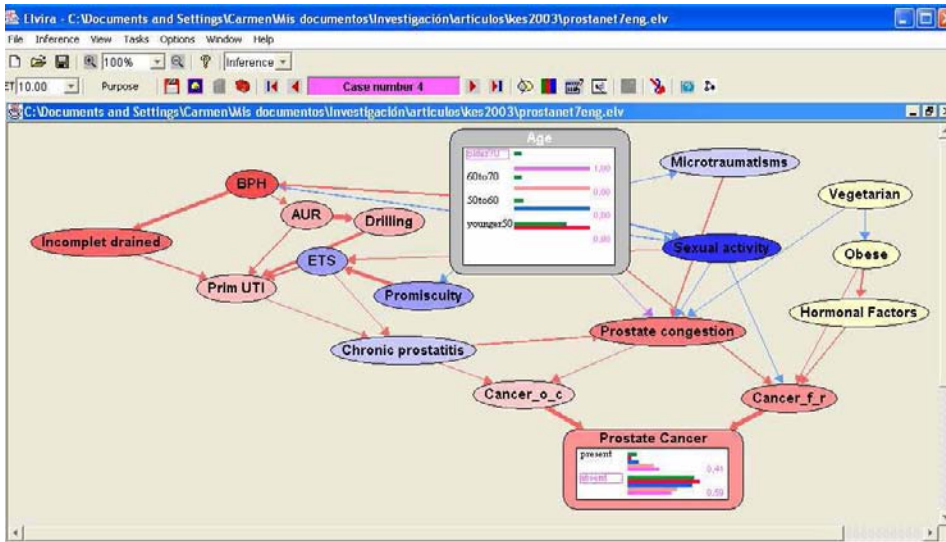 Elvira - C:\Documents and Settings\Carmen\Mis documentos\Investigación\articulos\kes2003\prostanet7eng.elv
File Inference View Tasks Options Window Help
100% Inference
10.00 Purpose Case number 4
C:\Documents and Settings\Carmen\Mis documentos\Investigación\articulos\kes2003\prostanet7eng.elv
Age
1,00
60to70
0,00
50to60
0,00
younger50
0,00
Microtraumatisms
BPH
Vegetarian
AUR
Drilling
Incomplet drained
Sexual activity
Obese
ETS
Prim UTI
Promiscuity
Hormonal Factors
Prostate congestion
Chronic prostatitis
Cancer_o_c
Cancer_f_r
Prostate Cancer
present
0,41
absent
0,59